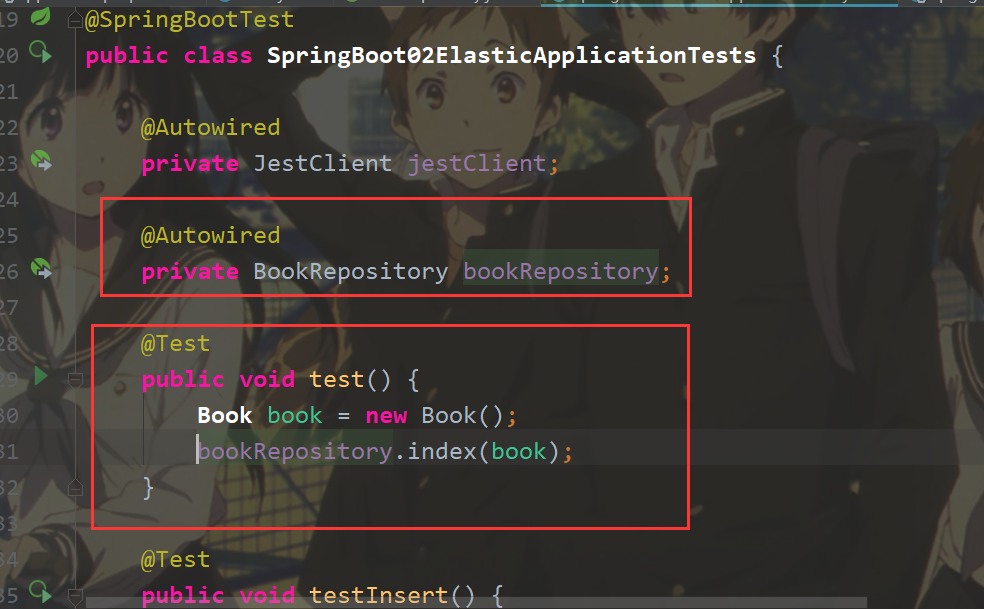 19 @SpringBootTest
20 public class SpringBoot02ElasticApplicationTests {
21
22 @Autowired
23 private JestClient jestClient;
24
25 @Autowired
26 private BookRepository bookRepository;
27
28 @Test
29 public void test() {
30 Book book = new Book();
31 bookRepository.index(book);
32 }
33
34 @Test
35 public void testInsert() {